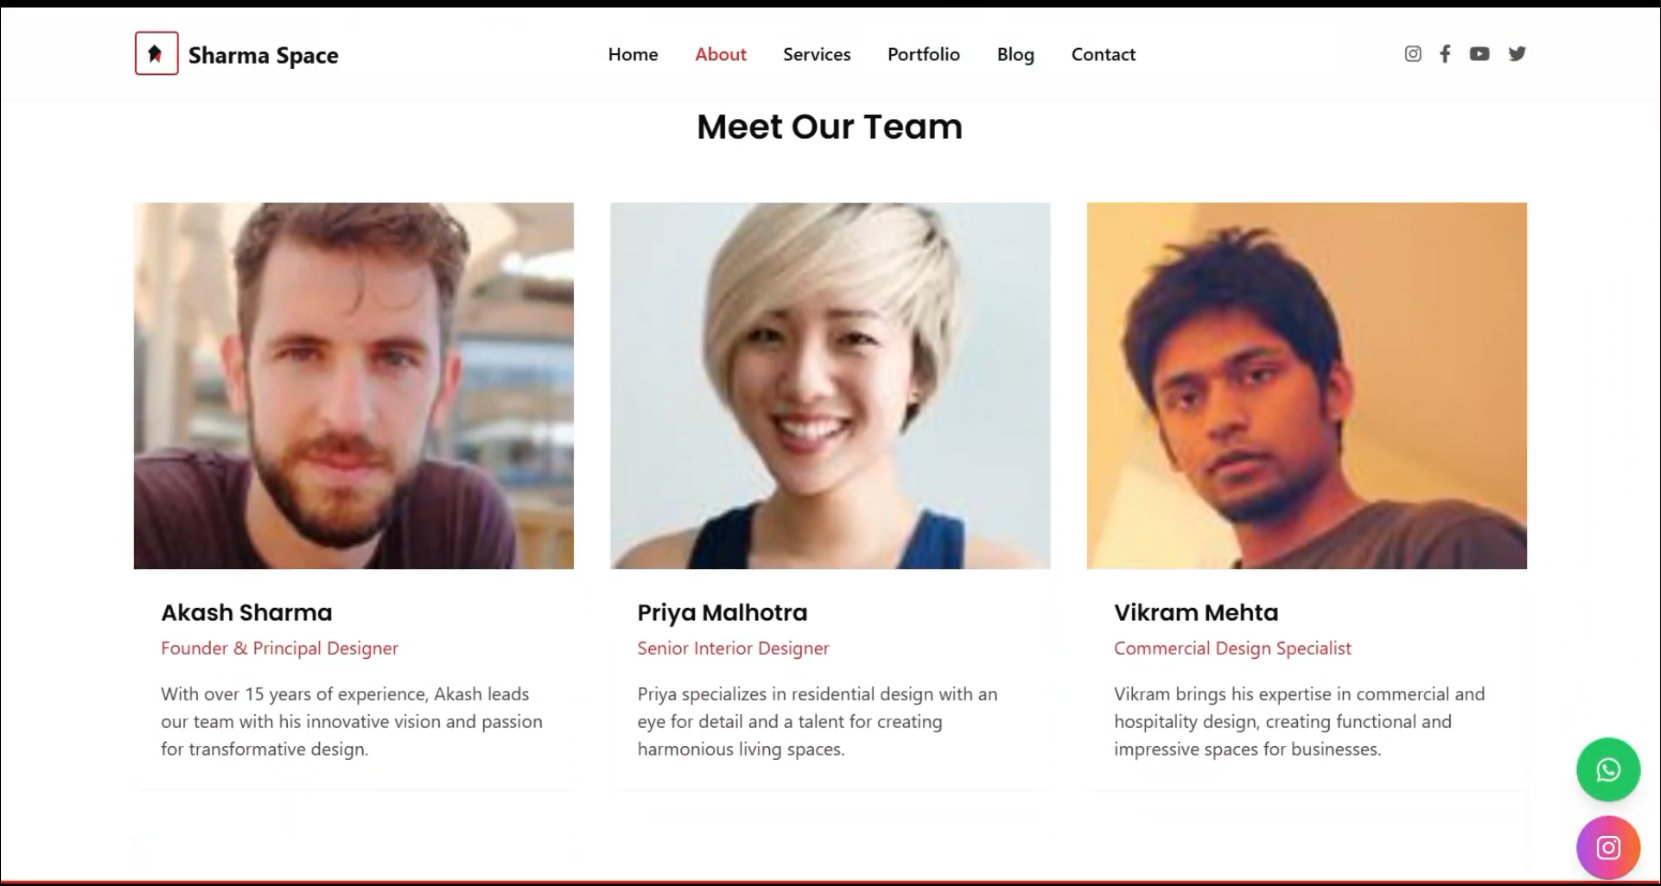 Sharma Space
Home About Services Portfolio Blog Contact
Meet Our Team
Akash Sharma
Founder & Principal Designer
With over 15 years of experience, Akash leads
our team with his innovative vision and passion
for transformative design.
Priya Malhotra
Senior Interior Designer
Priya specializes in residential design with an
eye for detail and a talent for creating
harmonious living spaces.
Vikram Mehta
Commercial Design Specialist
Vikram brings his expertise in commercial and
hospitality design, creating functional and
impressive spaces for businesses.